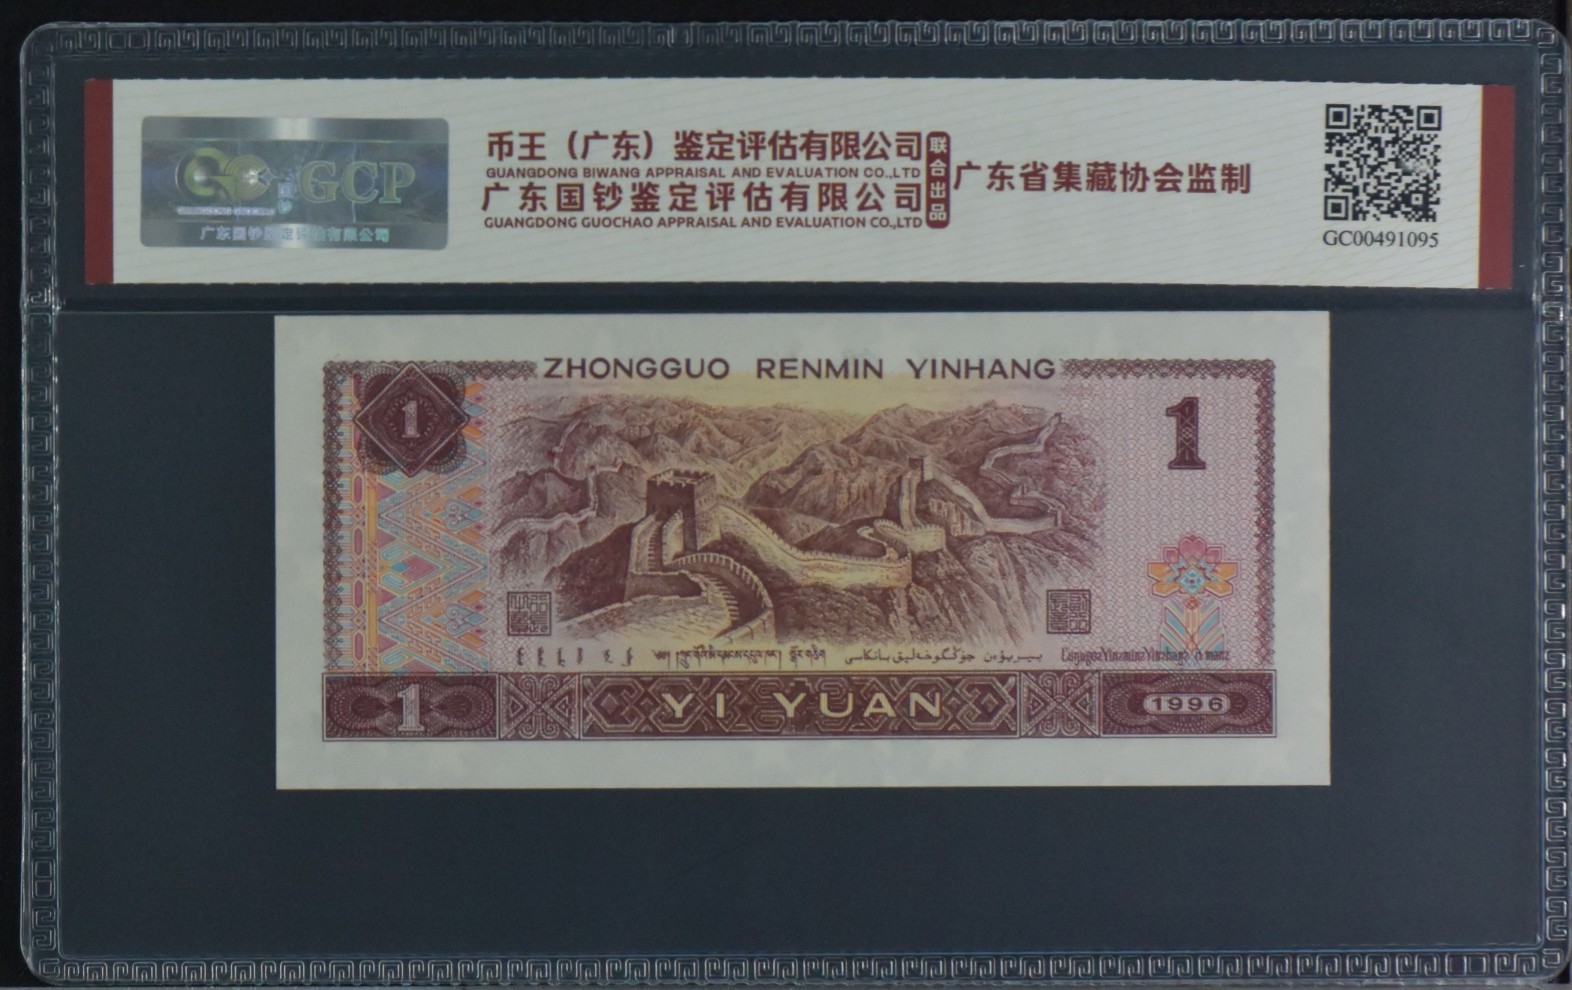 GCP
广东国钞鉴定评估有限公司
币王（广东）鉴定评估有限公司
GUANGDONG BIWANG APPRAISAL AND EVALUATION CO.,LTD
广东国钞鉴定评估有限公司
GUANGDONG GUOCHAO APPRAISAL AND EVALUATION CO.,LTD
联合出品
广东省集藏协会监制
GC00491095
ZHONGGUO RENMIN YINHANG
1
1
1
YI YUAN
1996